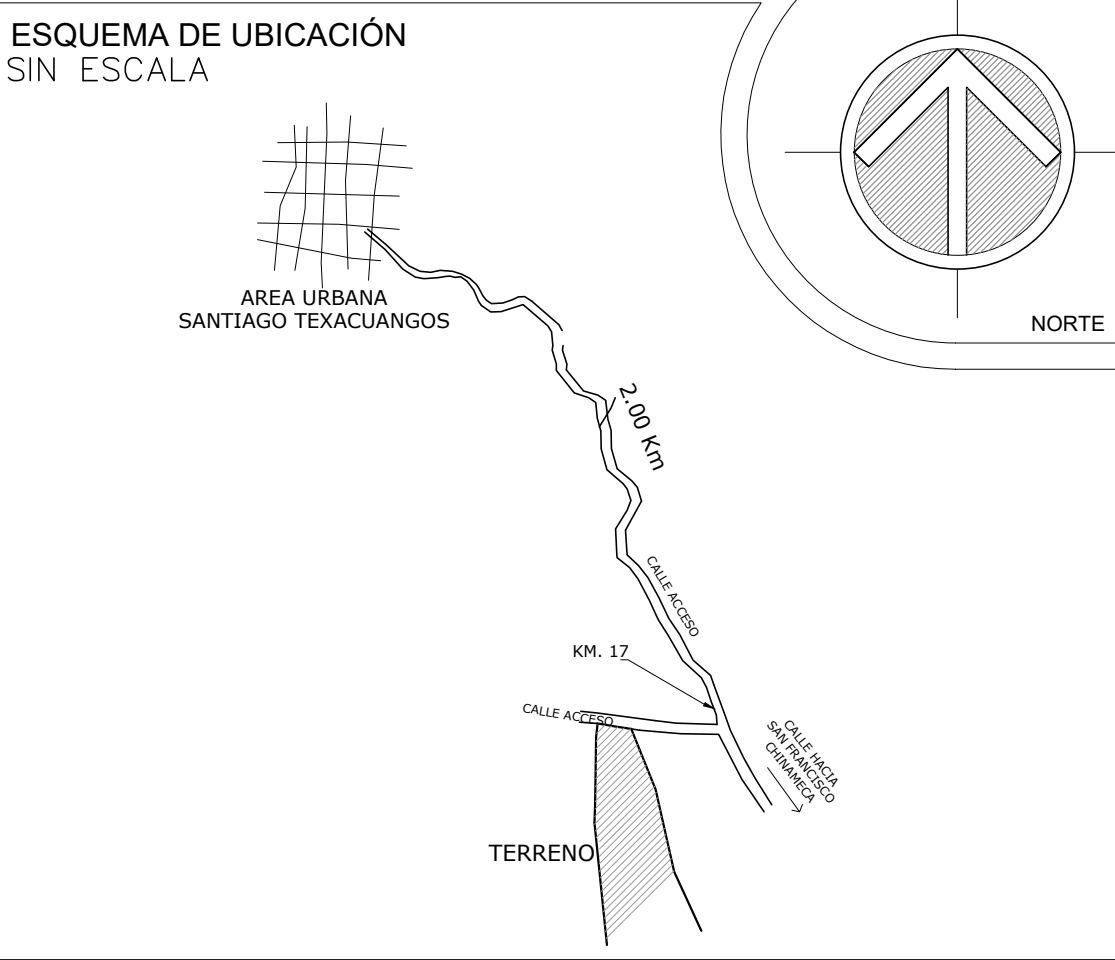 ESQUEMA DE UBICACIÓN
SIN ESCALA
NORTE
AREA URBANA
SANTIAGO TEXACUANGOS
2.00 Km
CALLE ACCESO
KM. 17
CALLE ACCESO
CALLE HACIA
SAN FRANCISCO
CHINAMECA
TERRENO